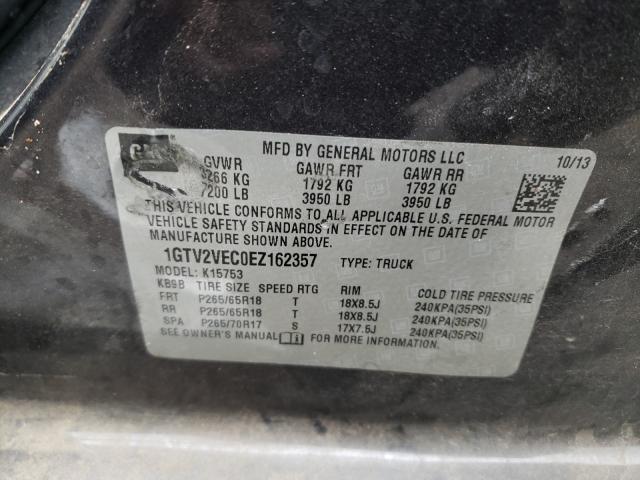 MFD BY GENERAL MOTORS LLC 10/13
GM GVWR GAWR FRT GAWR RR
3266 KG 1792 KG 1792 KG
7200 LB 3950 LB 3950 LB
THIS VEHICLE CONFORMS TO ALL APPLICABLE U.S. FEDERAL MOTOR
VEHICLE SAFETY STANDARDS IN EFFECT ON THE DATE OF
MANUFACTURE SHOWN ABOVE.
1GTV2VEC0EZ162357 TYPE: TRUCK
MODEL: K15753
KB9B TIRE SIZE SPEED RTG RIM COLD TIRE PRESSURE
FRT P265/65R18 T 18X8.5J 240KPA(35PSI)
RR P265/65R18 T 18X8.5J 240KPA(35PSI)
SPA P265/70R17 S 17X7.5J 240KPA(35PSI)
SEE OWNER'S MANUAL FOR MORE INFORMATION.